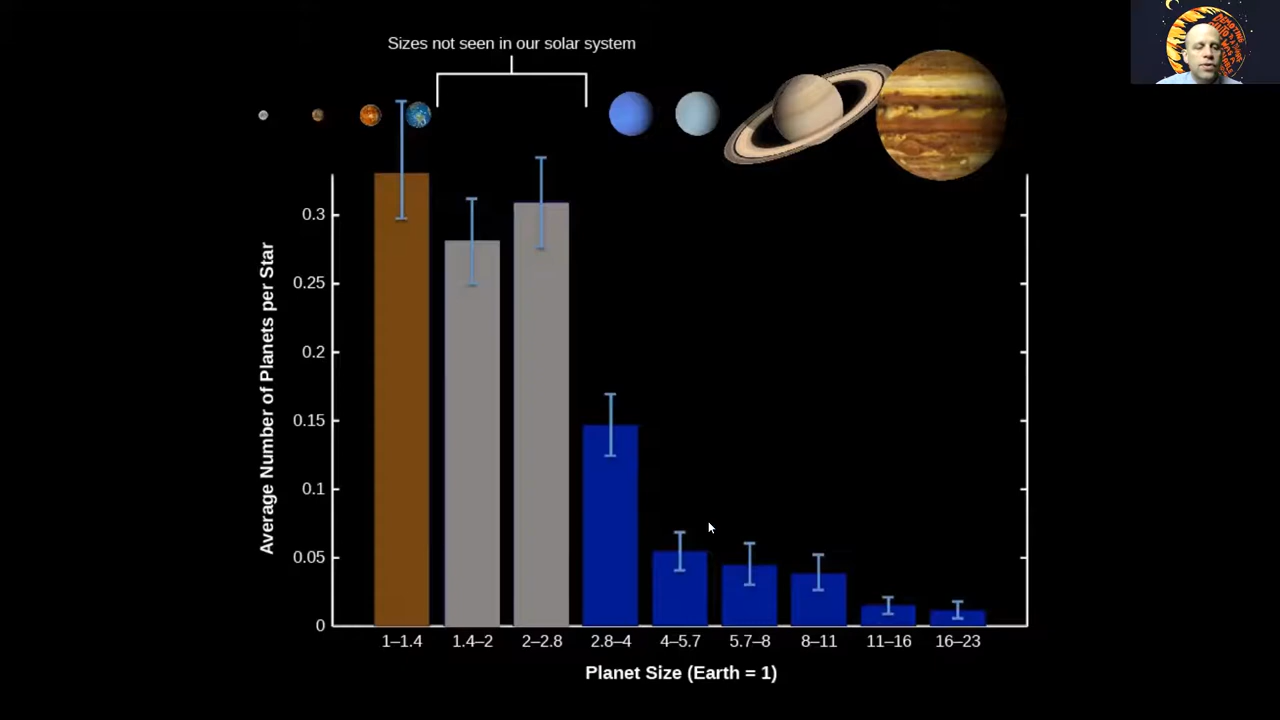 Sizes not seen in our solar system
Average Number of Planets per Star
0.3
0.25
0.2
0.15
0.1
0.05
0
1–1.4 1.4–2 2–2.8 2.8–4 4–5.7 5.7–8 8–11 11–16 16–23
Planet Size (Earth = 1)